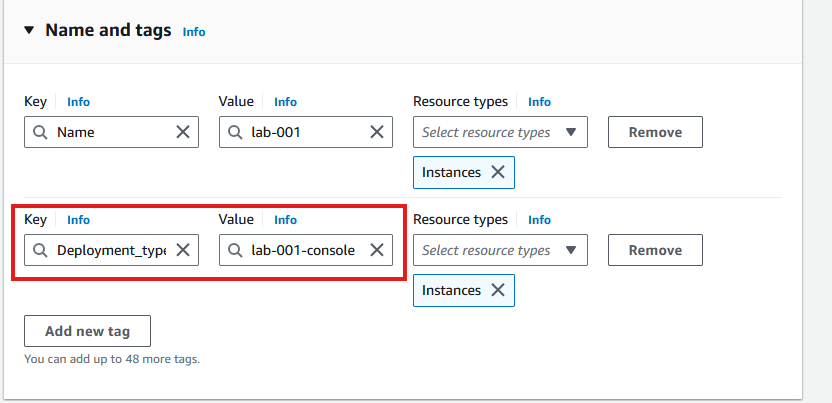 Name and tags Info
Key Info Value Info Resource types Info
Name lab-001 Select resource types Remove
Instances
Key Info Value Info Resource types Info
Deployment_type lab-001-console Select resource types Remove
Instances
Add new tag
You can add up to 48 more tags.